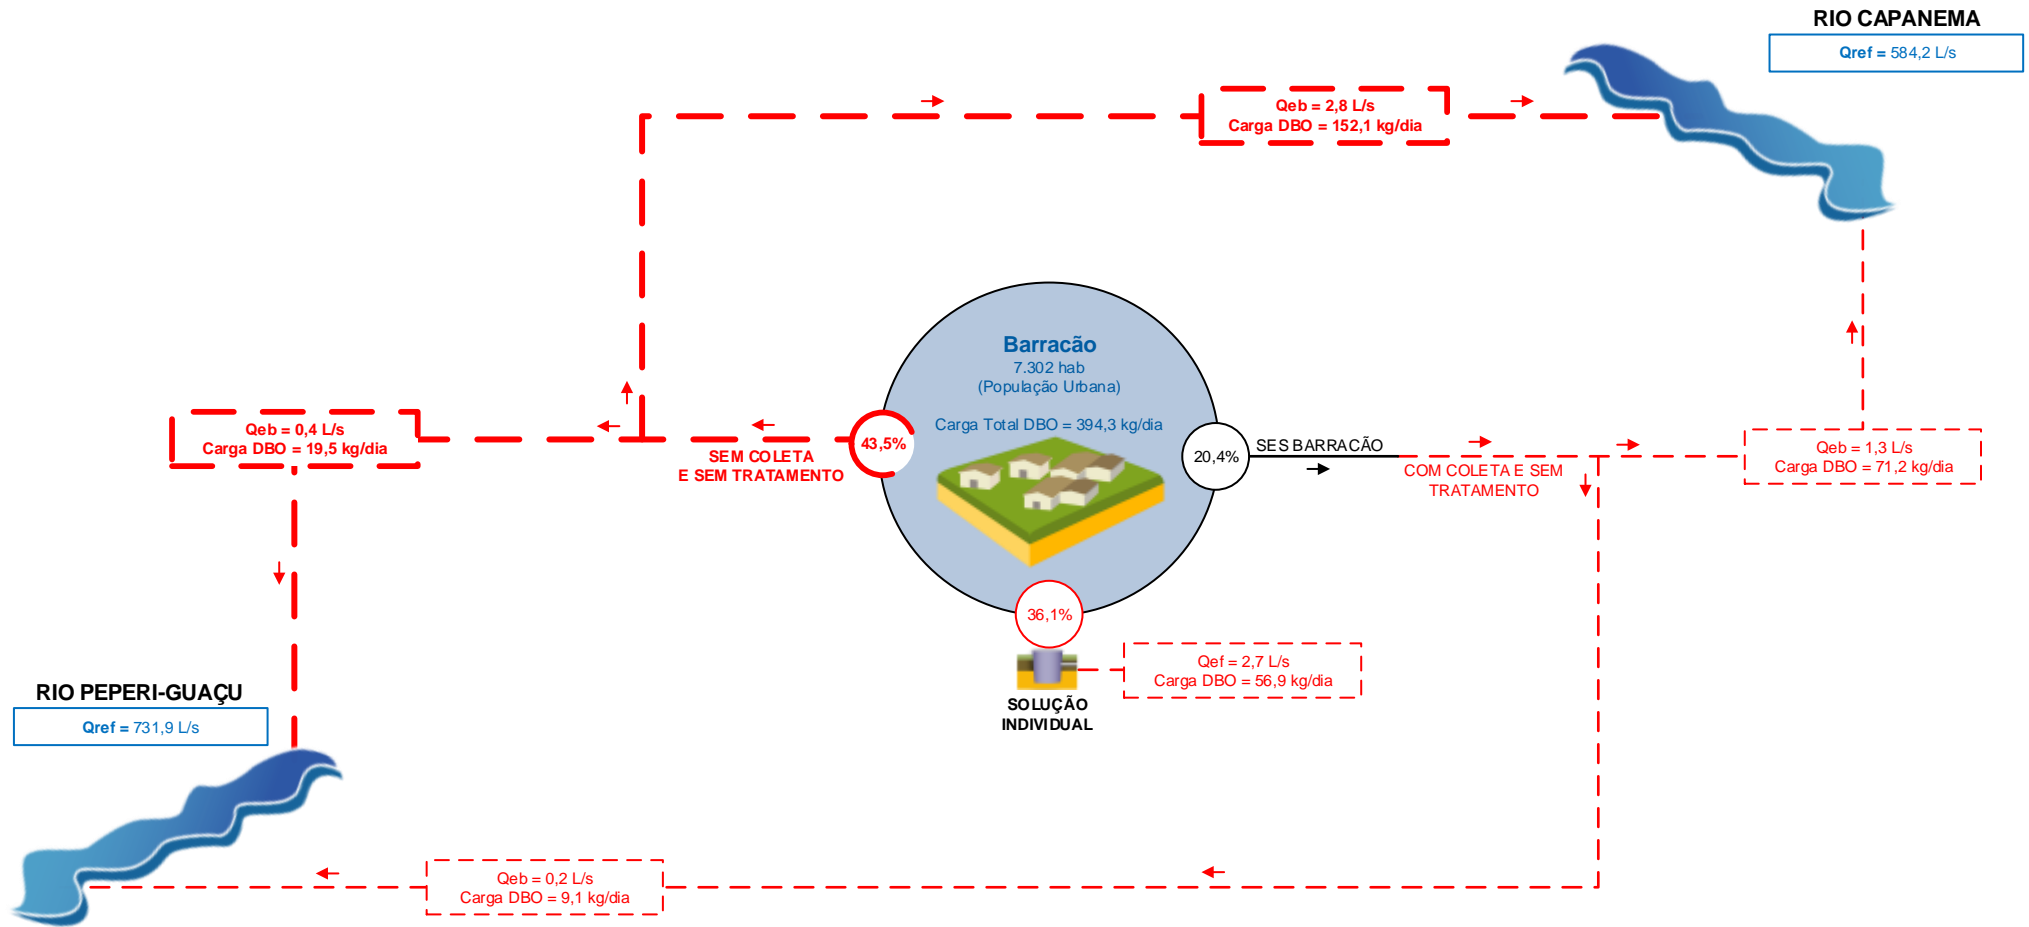 RIO CAPANEMA
Qref = 584,2 L/s
Qeb = 2,8 L/s
Carga DBO = 152,1 kg/dia
Barracão
7.302 hab
(População Urbana)
Carga Total DBO = 394,3 kg/dia
Qeb = 0,4 L/s
Carga DBO = 19,5 kg/dia
43,5%
SEM COLETA
E SEM TRATAMENTO
20,4%
SES BARRACÃO
COM COLETA E SEM
TRATAMENTO
Qeb = 1,3 L/s
Carga DBO = 71,2 kg/dia
36,1%
Qef = 2,7 L/s
Carga DBO = 56,9 kg/dia
SOLUÇÃO
INDIVIDUAL
RIO PEPERI-GUAÇU
Qref = 731,9 L/s
Qeb = 0,2 L/s
Carga DBO = 9,1 kg/dia